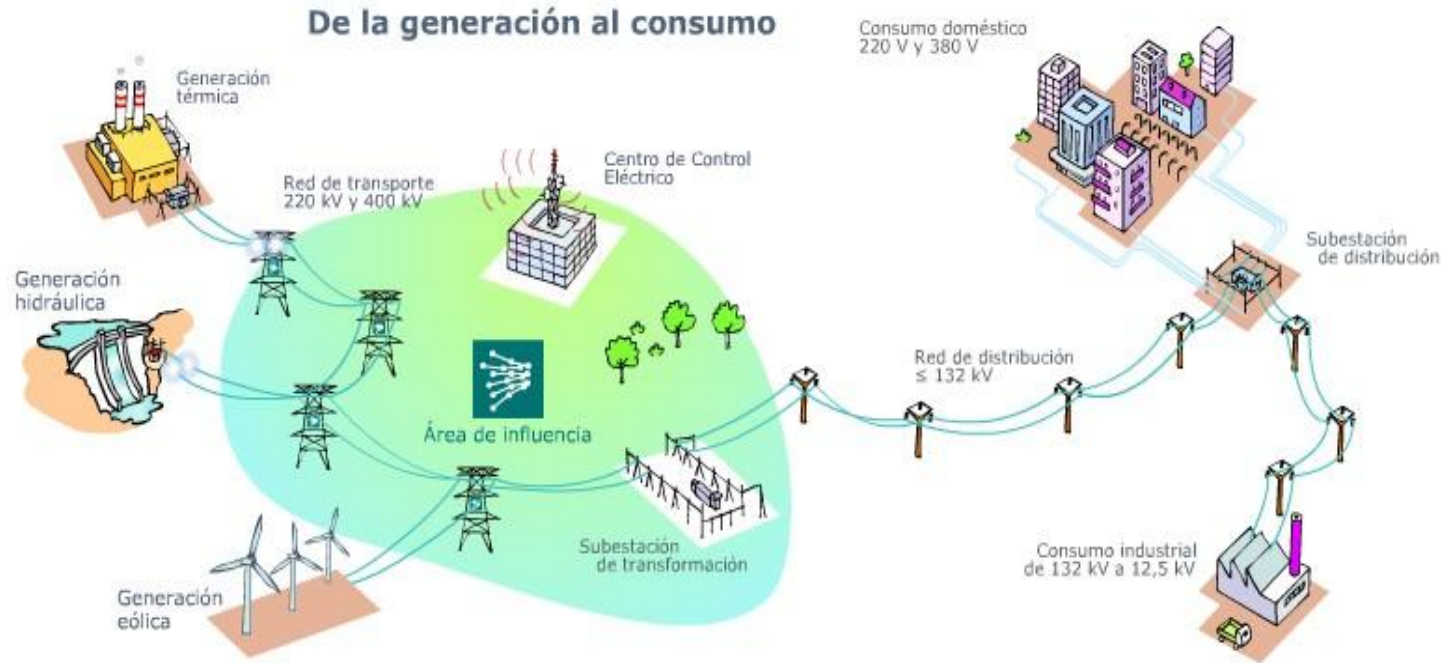 De la generación al consumo
Generación
térmica
Red de transporte
220 kV y 400 kV
Centro de Control
Eléctrico
Consumo doméstico
220 V y 380 V
Generación
hidráulica
Subestación
de distribución
Red de distribución
≤ 132 kV
Área de influencia
Subestación
de transformación
Generación
eólica
Consumo industrial
de 132 kV a 12,5 kV